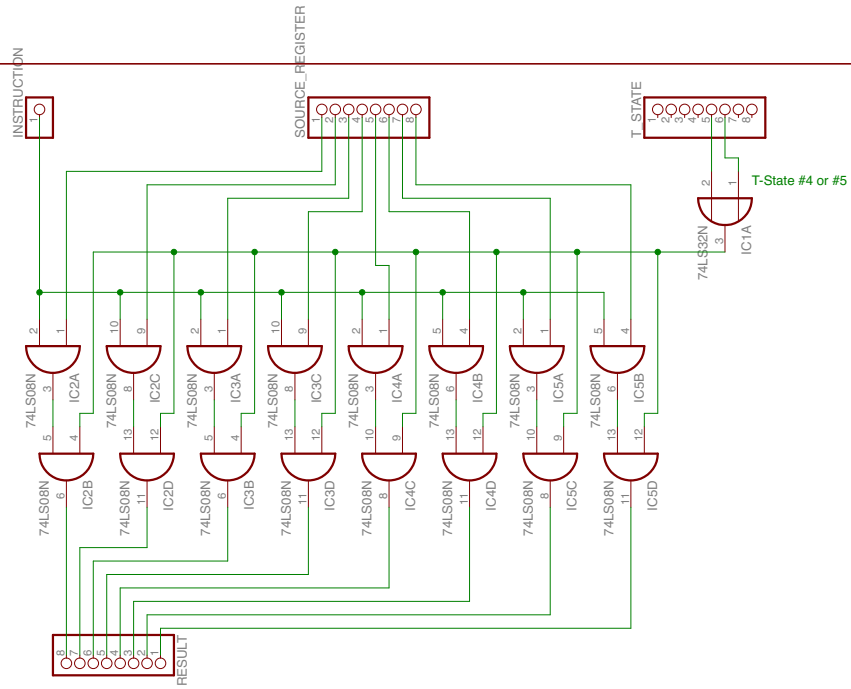 INSTRUCTION
1
SOURCE_REGISTER
1 2 3 4 5 6 7 8
T_STATE
1 2 3 4 5 6 7 8
T-State #4 or #5
2 1
3
74LS32N
IC1A
2 1 10 9 2 1 10 9 2 1 5 4 2 1 5 4
3 8 3 8 3 6 3 6
74LS08N IC2A 74LS08N IC2C 74LS08N IC3A 74LS08N IC3C 74LS08N IC4A 74LS08N IC4B 74LS08N IC5A 74LS08N IC5B
5 4 13 12 5 4 13 12 10 9 13 12 10 9 13 12
6 11 6 11 8 11 8 11
74LS08N IC2B 74LS08N IC2D 74LS08N IC3B 74LS08N IC3D 74LS08N IC4C 74LS08N IC4D 74LS08N IC5C 74LS08N IC5D
8 7 6 5 4 3 2 1
RESULT